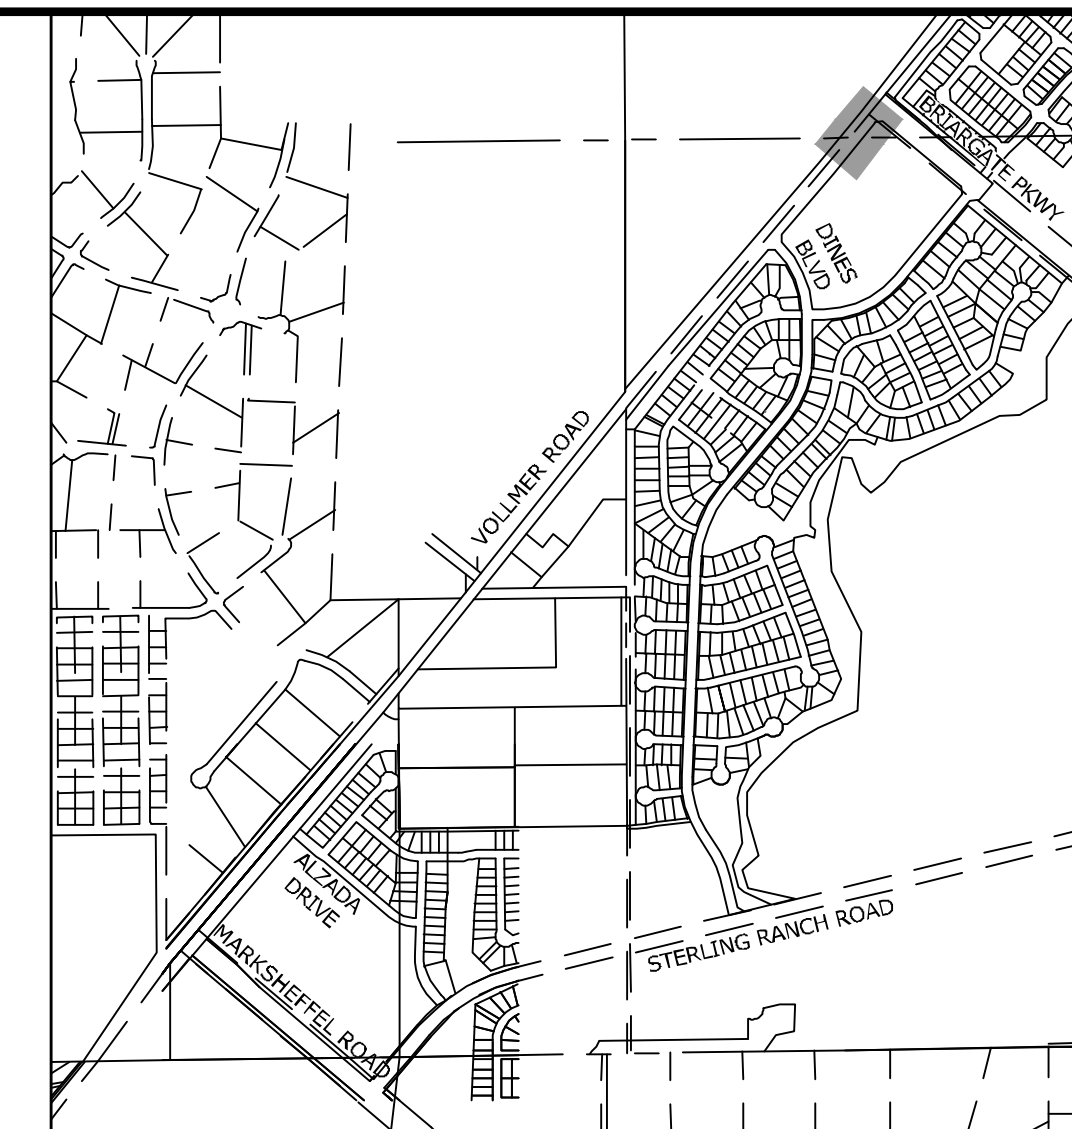 BRIARGATE PKWY
DINES
BLVD
VOLLMER ROAD
ALZADA
DRIVE
STERLING RANCH ROAD
MARKSHEFFEL ROAD